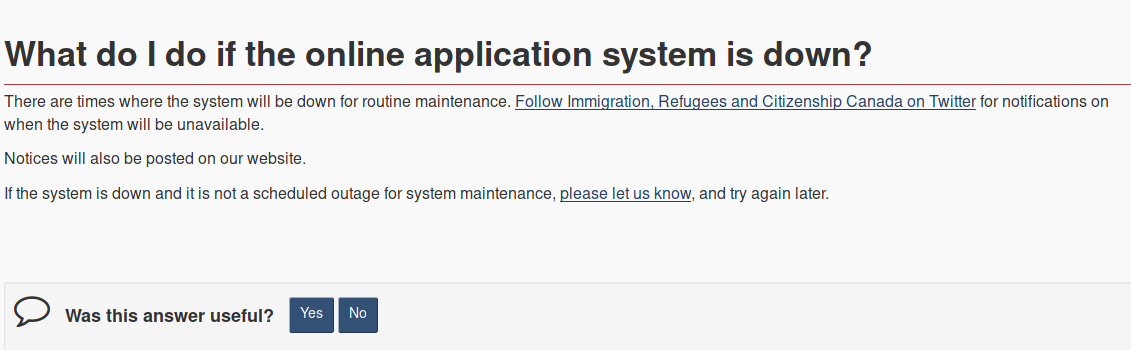 What do I do if the online application system is down?
There are times where the system will be down for routine maintenance. Follow Immigration, Refugees and Citizenship Canada on Twitter for notifications on
when the system will be unavailable.
Notices will also be posted on our website.
If the system is down and it is not a scheduled outage for system maintenance, please let us know, and try again later.
Was this answer useful? Yes No